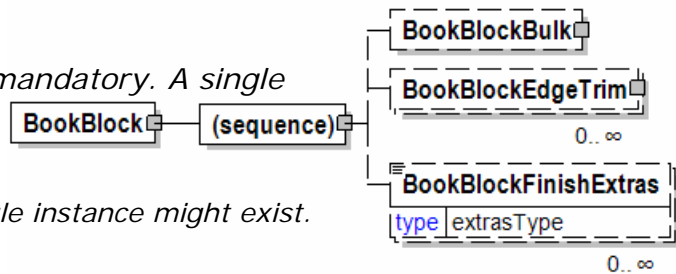 BookBlockBulk
mandatory. A single
BookBlockEdgeTrim
BookBlock
(sequence)
0.. ∞
BookBlockFinishExtras
le instance might exist.
type extrasType
0.. ∞